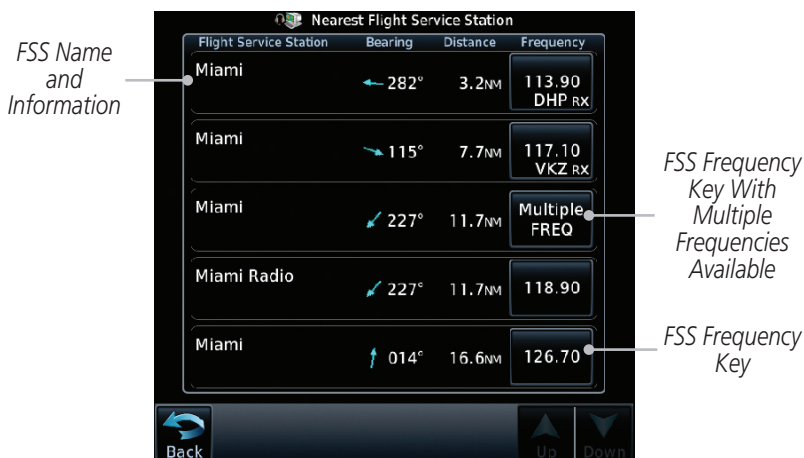 Nearest Flight Service Station
Flight Service Station Bearing Distance Frequency
FSS Name
and
Information
Miami 282° 3.2NM 113.90
DHP RX
Miami 115° 7.7NM 117.10
VKZ RX
Miami 227° 11.7NM Multiple
FREQ
FSS Frequency
Key With
Multiple
Frequencies
Available
Miami Radio 227° 11.7NM 118.90
Miami 014° 16.6NM 126.70
FSS Frequency
Key
Back Up Down